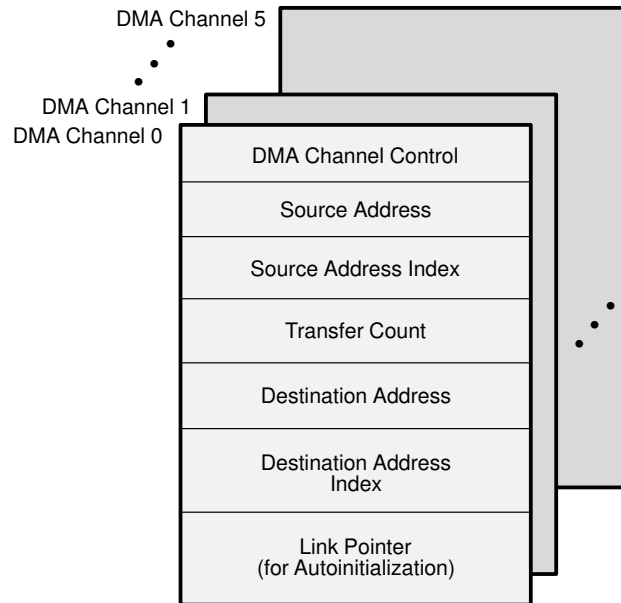 DMA Channel 5
DMA Channel 1
DMA Channel 0
DMA Channel Control
Source Address
Source Address Index
Transfer Count
Destination Address
Destination Address
Index
Link Pointer
(for Autoinitialization)